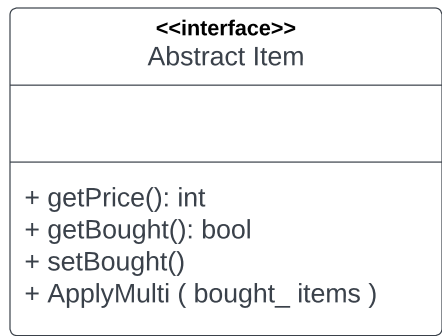 <<interface>>
Abstract Item
+ getPrice(): int
+ getBought(): bool
+ setBought()
+ ApplyMulti ( bought_ items )